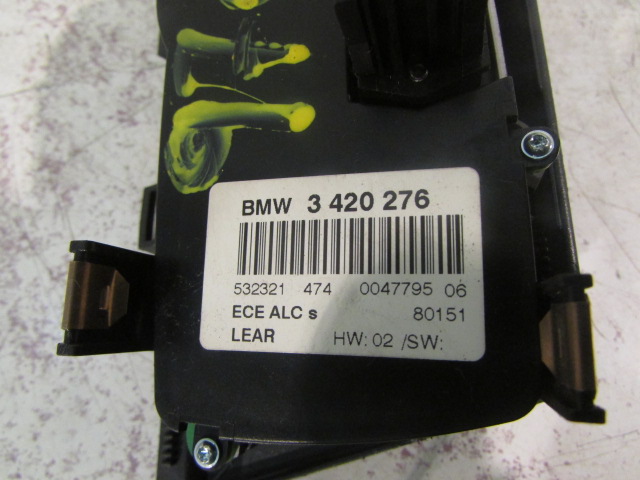 BMW 3 420 276
532321 474 0047795 06
ECE ALC s 80151
LEAR HW: 02 /SW: